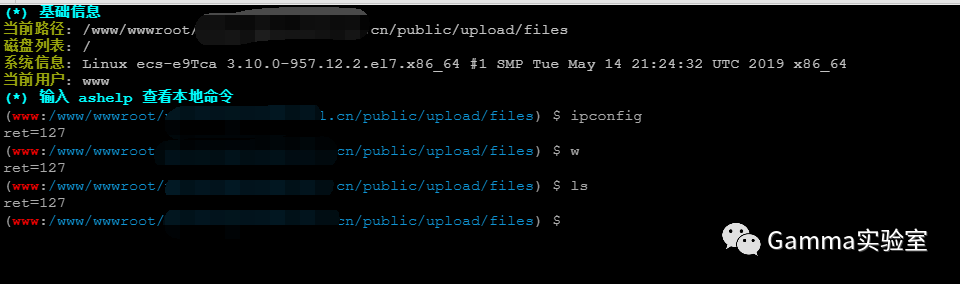 (*) 基础信息
当前路径: /www/wwwroot/ .cn/public/upload/files
磁盘列表: /
系统信息: Linux ecs-e9Tca 3.10.0-957.12.2.el7.x86_64 #1 SMP Tue May 14 21:24:32 UTC 2019 x86_64
当前用户: www
(*) 输入 ashelp 查看本地命令
(www:/www/wwwroot/ l.cn/public/upload/files) $ ipconfig
ret=127
(www:/www/wwwroot cn/public/upload/files) $ w
ret=127
(www:/www/wwwroot/ cn/public/upload/files) $ ls
ret=127
(www:/www/wwwroot/ cn/public/upload/files) $
Gamma实验室